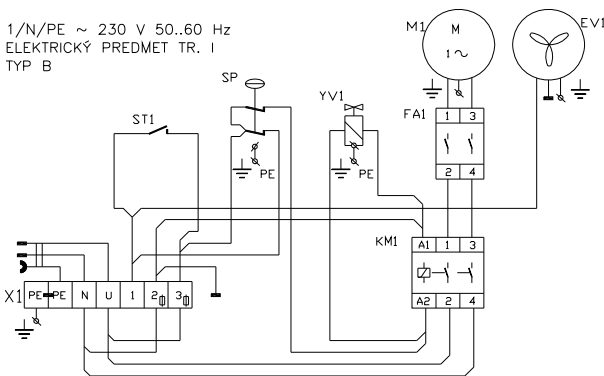 1/N/PE ~ 230 V 50..60 Hz
ELEKTRICKÝ PREDMET TR. I
TYP B
M1
M
1~
EV1
SP
YV1
ST1
FA1
1 3
PE
PE
2 4
KM1
A1 1 3
X1
PE PE N U 1 2 3
A2 2 4